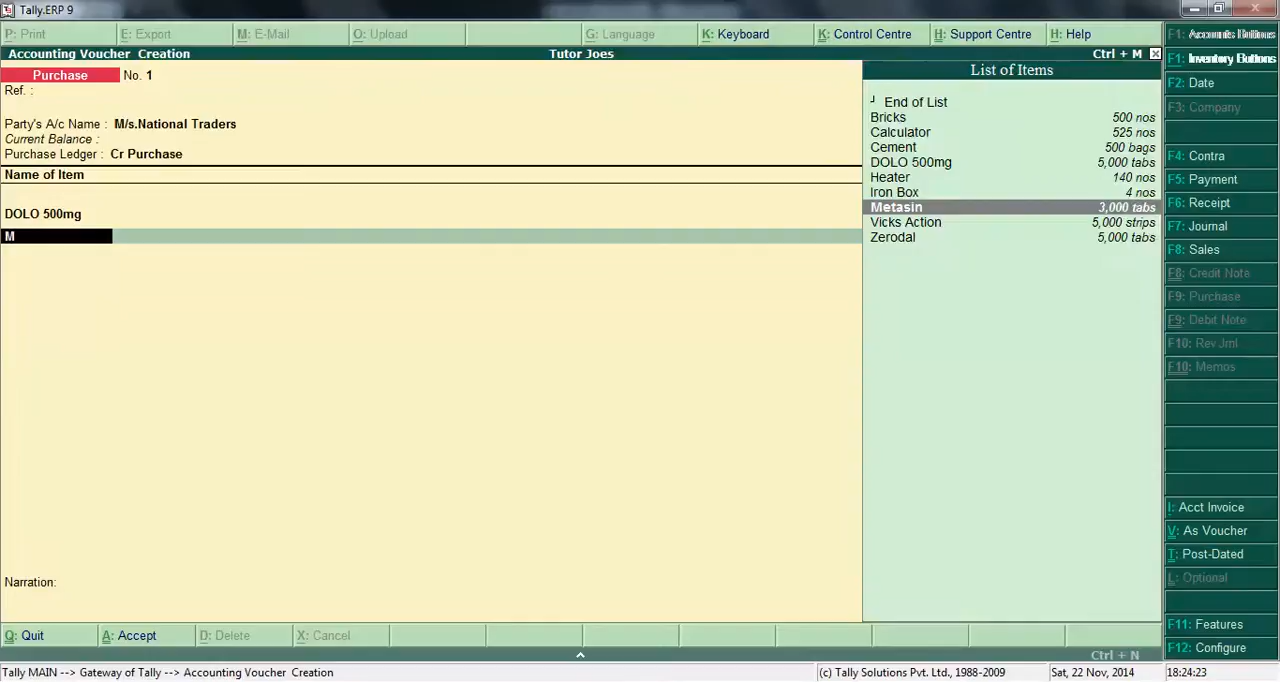 Tally.ERP 9
P: Print E: Export M: E-Mail O: Upload G: Language K: Keyboard K: Control Centre H: Support Centre H: Help
Accounting Voucher Creation Tutor Joes Ctrl + M
Purchase No. 1
Ref. :
Party's A/c Name : M/s.National Traders
Current Balance :
Purchase Ledger : Cr Purchase
Name of Item
DOLO 500mg
M
Narration:
List of Items
End of List
Bricks 500 nos
Calculator 525 nos
Cement 500 bags
DOLO 500mg 5,000 tabs
Heater 140 nos
Iron Box 4 nos
Metasin 3,000 tabs
Vicks Action 5,000 strips
Zerodal 5,000 tabs
F1: Accounts Buttons
F1: Inventory Buttons
F2: Date
F3: Company
F4: Contra
F5: Payment
F6: Receipt
F7: Journal
F8: Sales
F8: Credit Note
F9: Purchase
F9: Debit Note
F10: Rev Jrnl
F10: Memos
I: Acct Invoice
V: As Voucher
T: Post-Dated
L: Optional
F11: Features
F12: Configure
Q: Quit A: Accept D: Delete X: Cancel
Ctrl + N
Tally MAIN --> Gateway of Tally --> Accounting Voucher Creation (c) Tally Solutions Pvt. Ltd., 1988-2009 Sat, 22 Nov, 2014 18:24:23